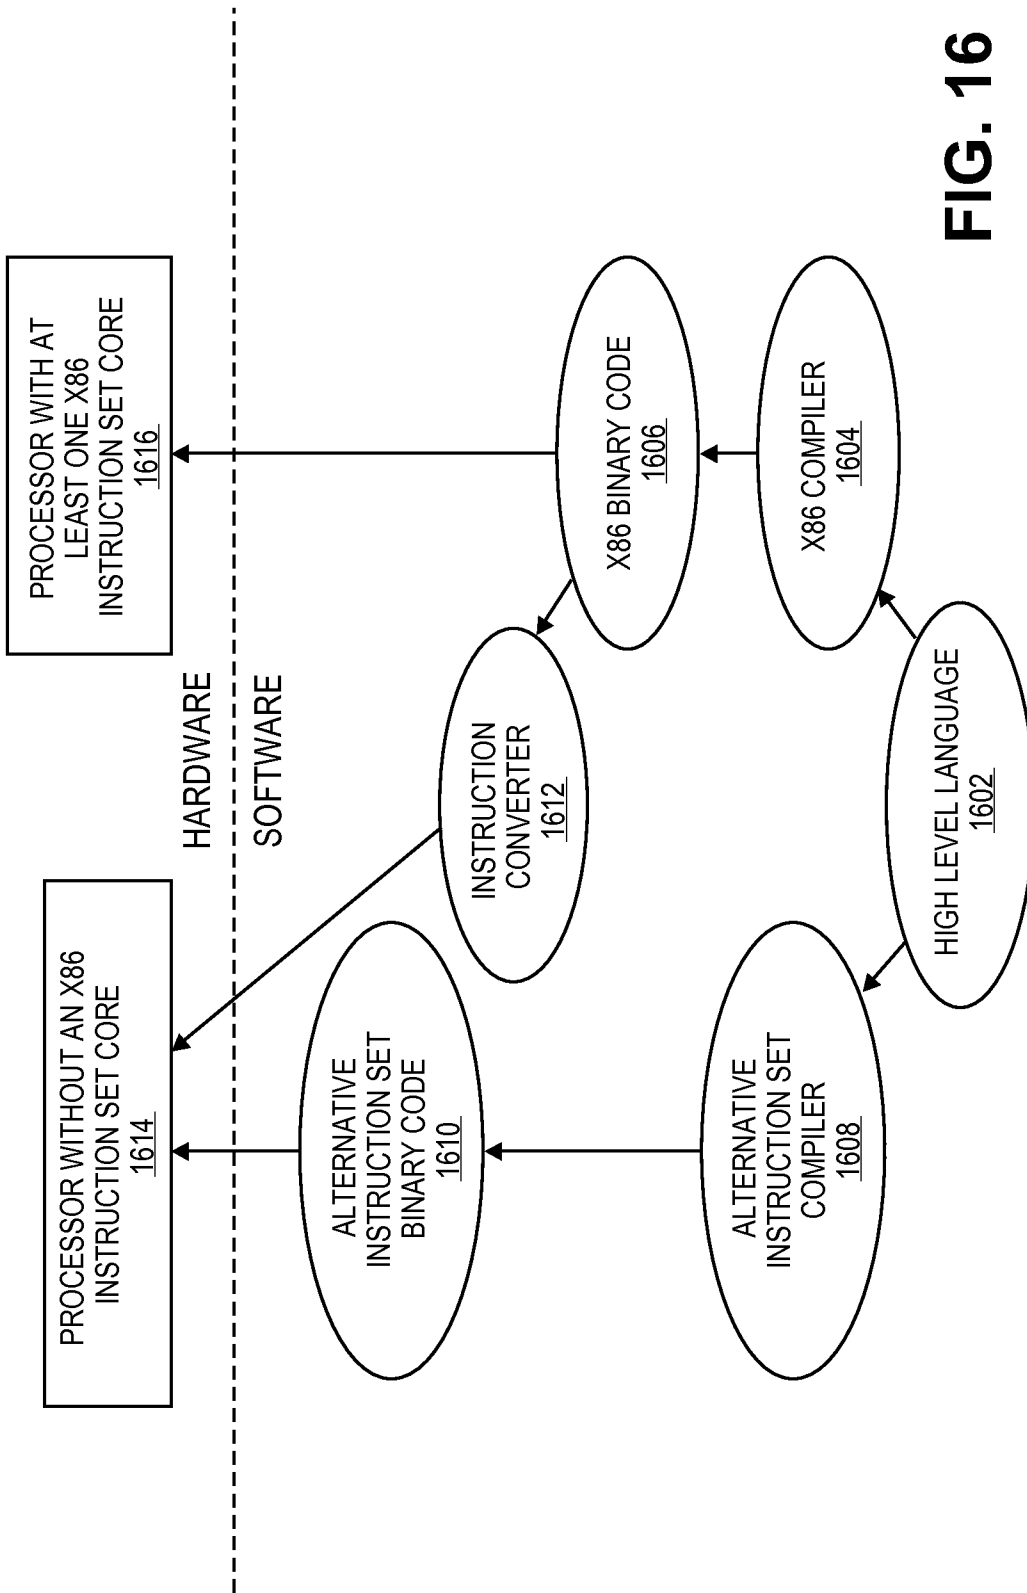 PROCESSOR WITHOUT AN X86
INSTRUCTION SET CORE
1614
PROCESSOR WITH AT
LEAST ONE X86
INSTRUCTION SET CORE
1616
HARDWARE
SOFTWARE
ALTERNATIVE
INSTRUCTION SET
BINARY CODE
1610
INSTRUCTION
CONVERTER
1612
X86 BINARY CODE
1606
ALTERNATIVE
INSTRUCTION SET
COMPILER
1608
X86 COMPILER
1604
HIGH LEVEL LANGUAGE
1602
FIG. 16